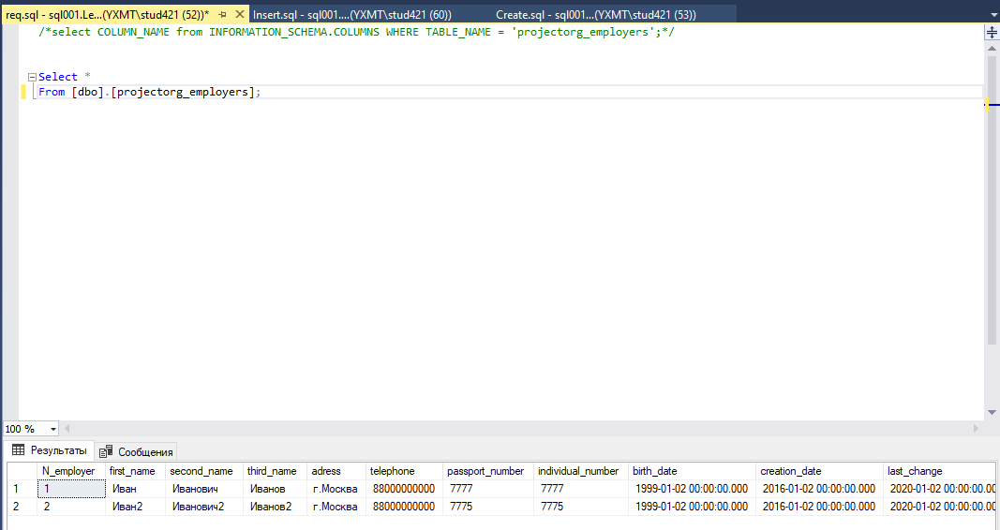 req.sql - sql001.Le...(YXMT\stud421 (52))* Insert.sql - sql001....(YXMT\stud421 (60)) Create.sql - sql001...(YXMT\stud421 (53))
/*select COLUMN_NAME from INFORMATION_SCHEMA.COLUMNS WHERE TABLE_NAME = 'projectorg_employers';*/
Select *
From [dbo].[projectorg_employers];
100 %
Результаты Сообщения
N_employer first_name second_name third_name adress telephone passport_number individual_number birth_date creation_date last_change
1 1 Иван Иванович Иванов г.Москва 88000000000 7777 7777 1999-01-02 00:00:00.000 2016-01-02 00:00:00.000 2020-01-02 00:00:00.00
2 2 Иван2 Иванович2 Иванов2 г.Москва 88000000000 7775 7775 1999-01-02 00:00:00.000 2016-01-02 00:00:00.000 2020-01-02 00:00:00.00